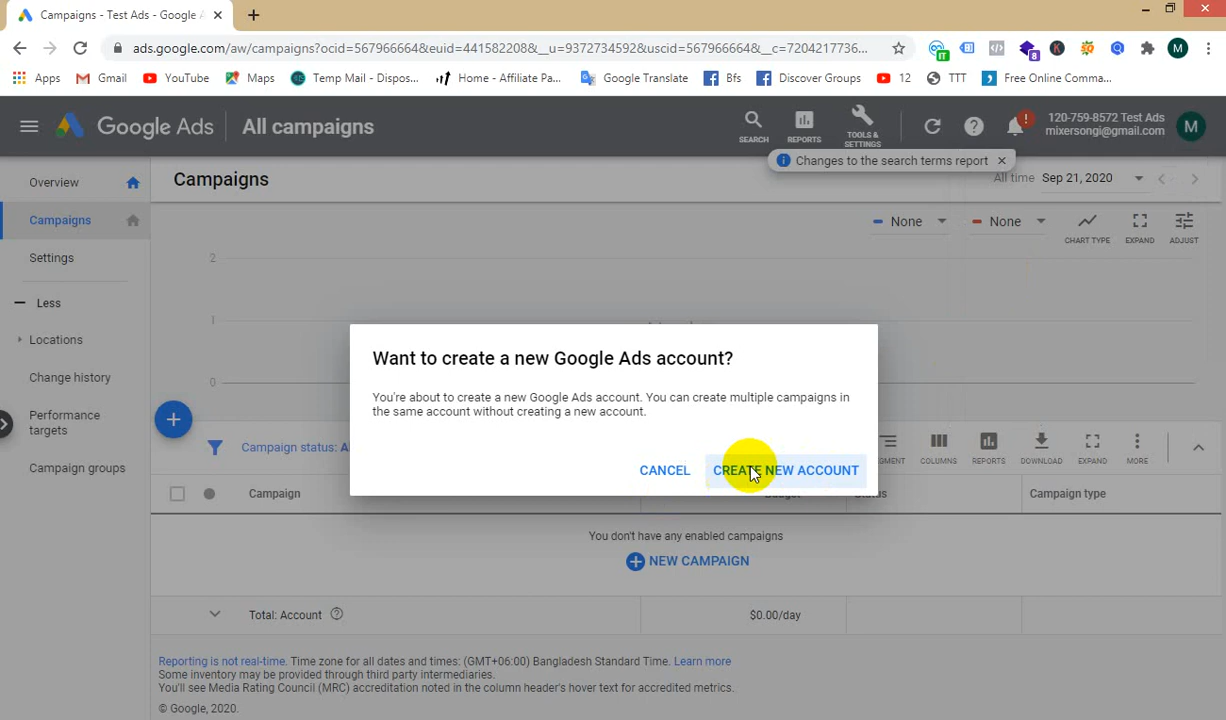 Campaigns - Test Ads - Google
ads.google.com/aw/campaigns?ocid=567966664&euid=441582208&__u=9372734592&uscid=567966664&__c=7204217736...
IT
8
K
M
Apps
Gmail
YouTube
Maps
Temp Mail - Dispos...
Home - Affiliate Pa...
Google Translate
Bfs
Discover Groups
12
TTT
Free Online Comma...
Google Ads
All campaigns
SEARCH
REPORTS
TOOLS &
SETTINGS
!
120-759-8572 Test Ads
mixersongi@gmail.com
M
Changes to the search terms report
Overview
Campaigns
All time
Sep 21, 2020
Campaigns
None
None
CHART TYPE
EXPAND
ADJUST
Settings
2
Less
1
Locations
Want to create a new Google Ads account?
Change history
0
You're about to create a new Google Ads account. You can create multiple campaigns in
the same account without creating a new account.
Performance
targets
Campaign status:
COLUMNS
REPORTS
DOWNLOAD
EXPAND
MORE
CANCEL
CREATE NEW ACCOUNT
Campaign groups
Campaign
Campaign type
You don't have any enabled campaigns
NEW CAMPAIGN
Total: Account
$0.00/day
Reporting is not real-time. Time zone for all dates and times: (GMT+06:00) Bangladesh Standard Time. Learn more
Some inventory may be provided through third party intermediaries.
You'll see Media Rating Council (MRC) accreditation noted in the column header's hover text for accredited metrics.
© Google, 2020.